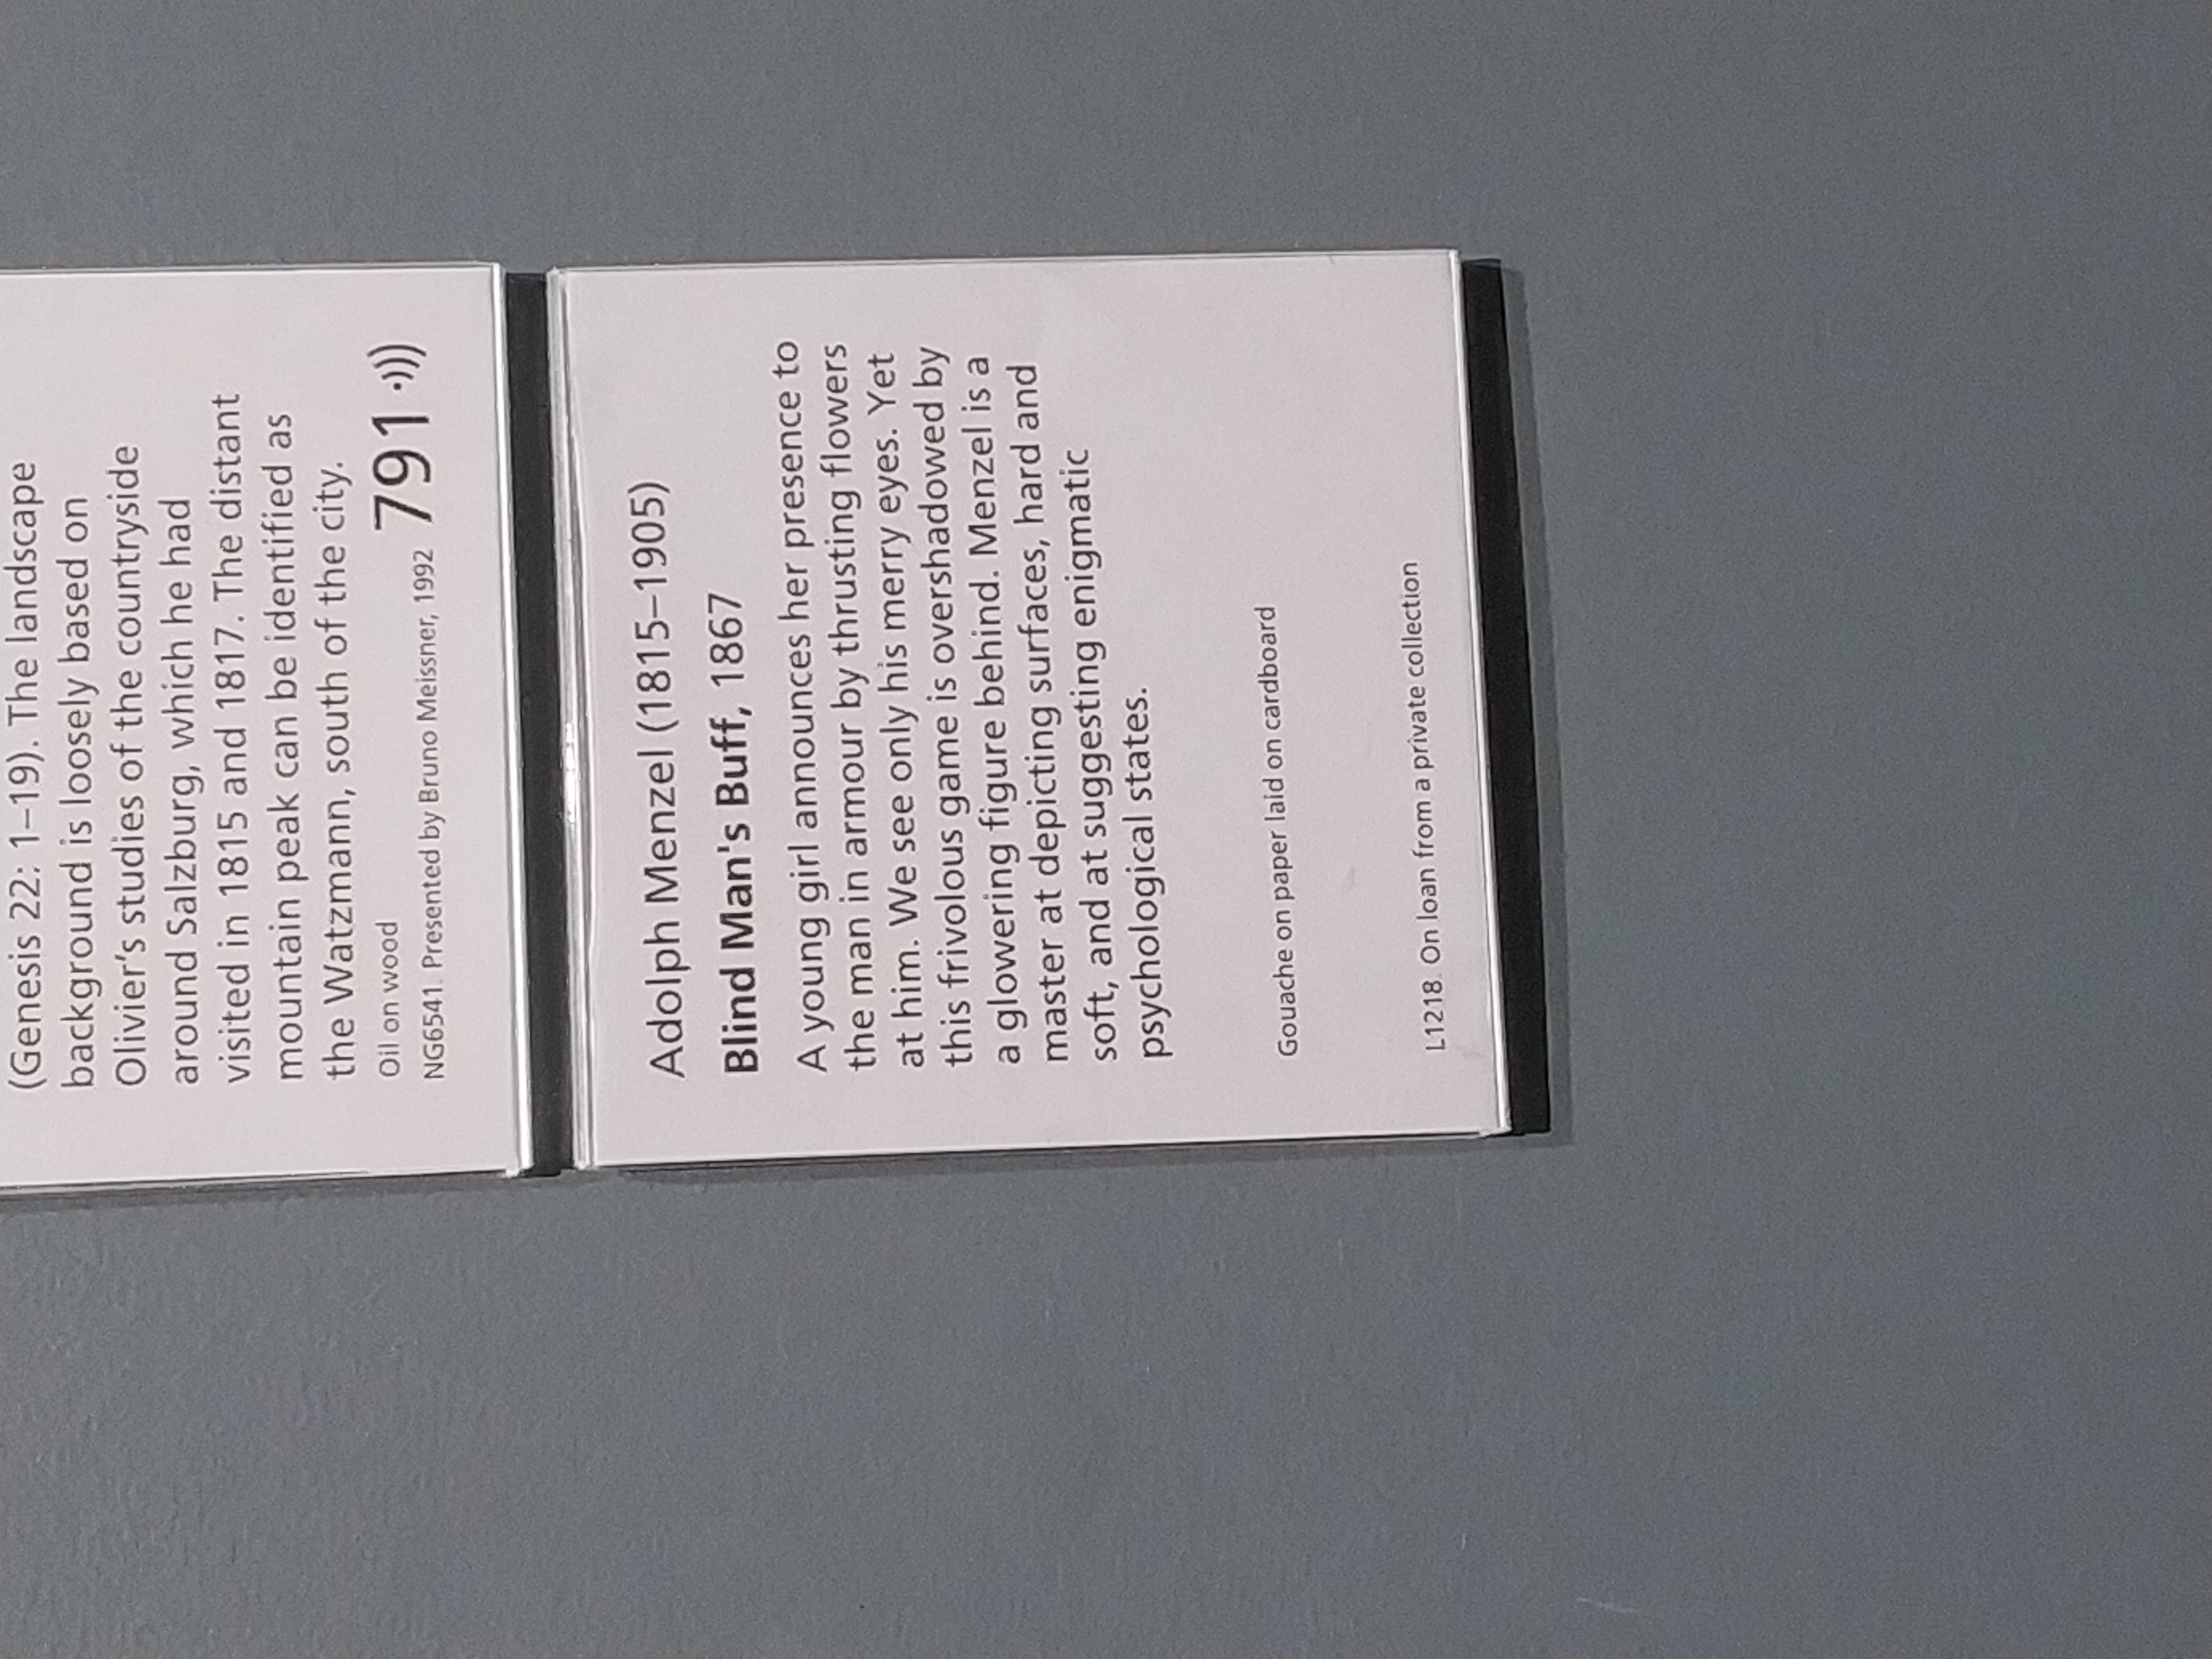 (Genesis 22: 1–19). The landscape
background is loosely based on
Olivier’s studies of the countryside
around Salzburg, which he had
visited in 1815 and 1817. The distant
mountain peak can be identified as
the Watzmann, south of the city.
Oil on wood
NG6541. Presented by Bruno Meissner, 1992 791
Adolph Menzel (1815–1905)
Blind Man's Buff, 1867
A young girl announces her presence to
the man in armour by thrusting flowers
at him. We see only his merry eyes. Yet
this frivolous game is overshadowed by
a glowering figure behind. Menzel is a
master at depicting surfaces, hard and
soft, and at suggesting enigmatic
psychological states.
Gouache on paper laid on cardboard
L1218. On loan from a private collection